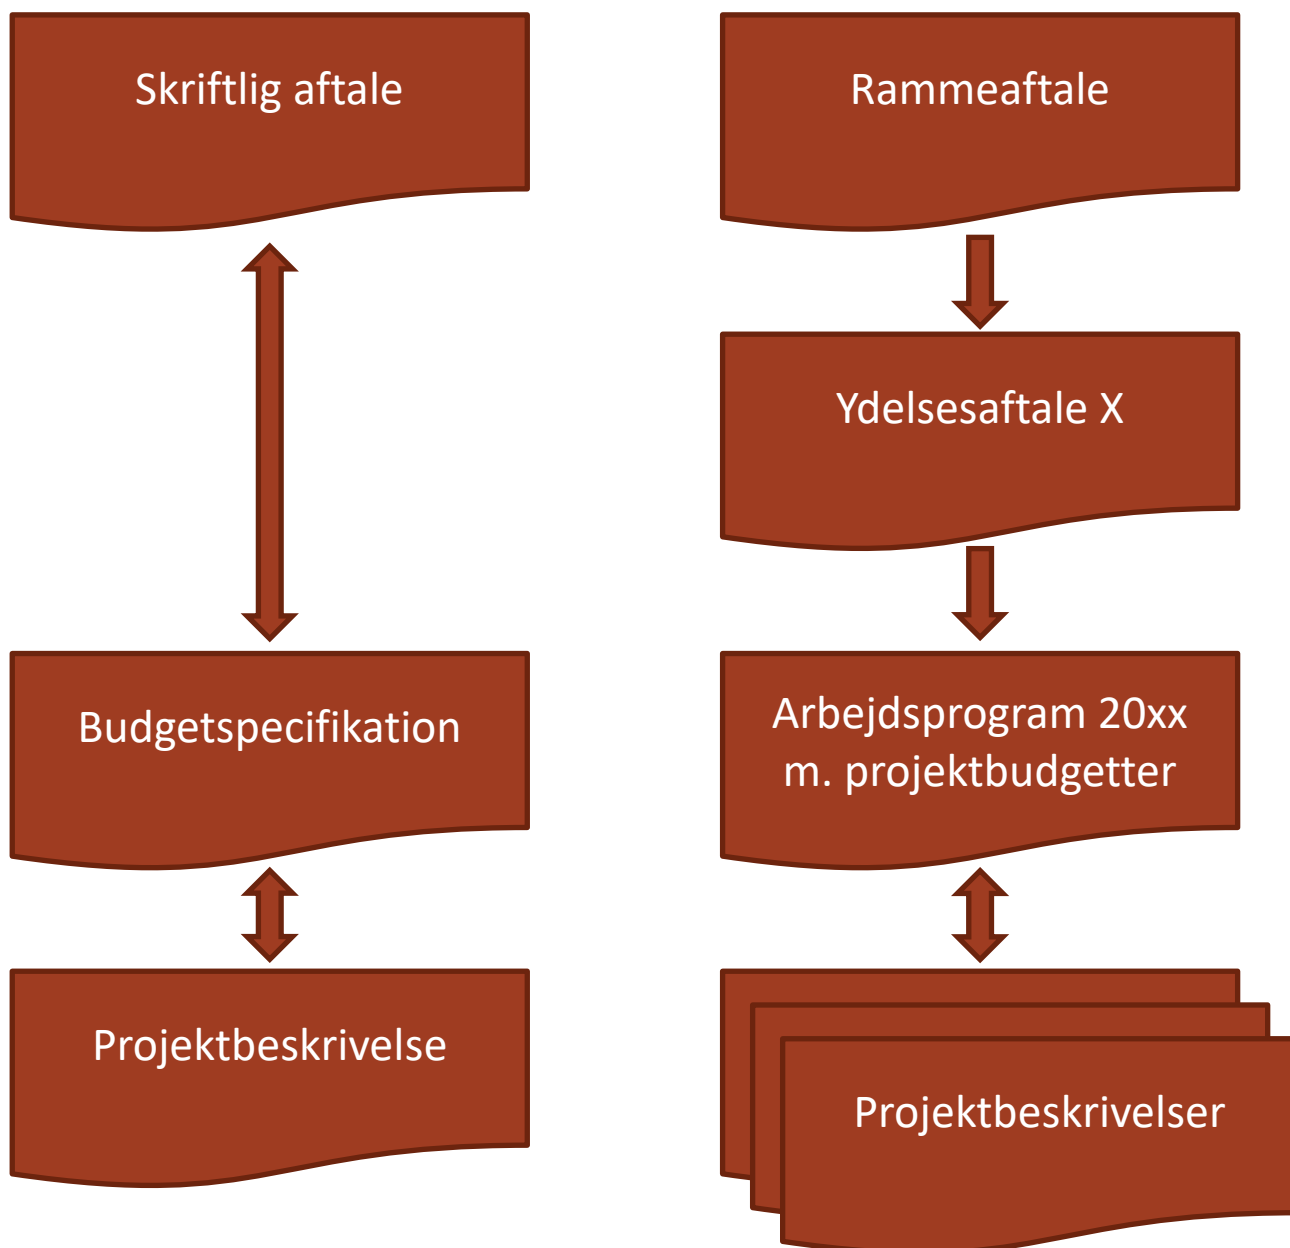 Skriftlig aftale
Rammeaftale
Ydelsesaftale X
Budgetspecifikation
Arbejdsprogram 20xx
m. projektbudgetter
Projektbeskrivelse
Projektbeskrivelser